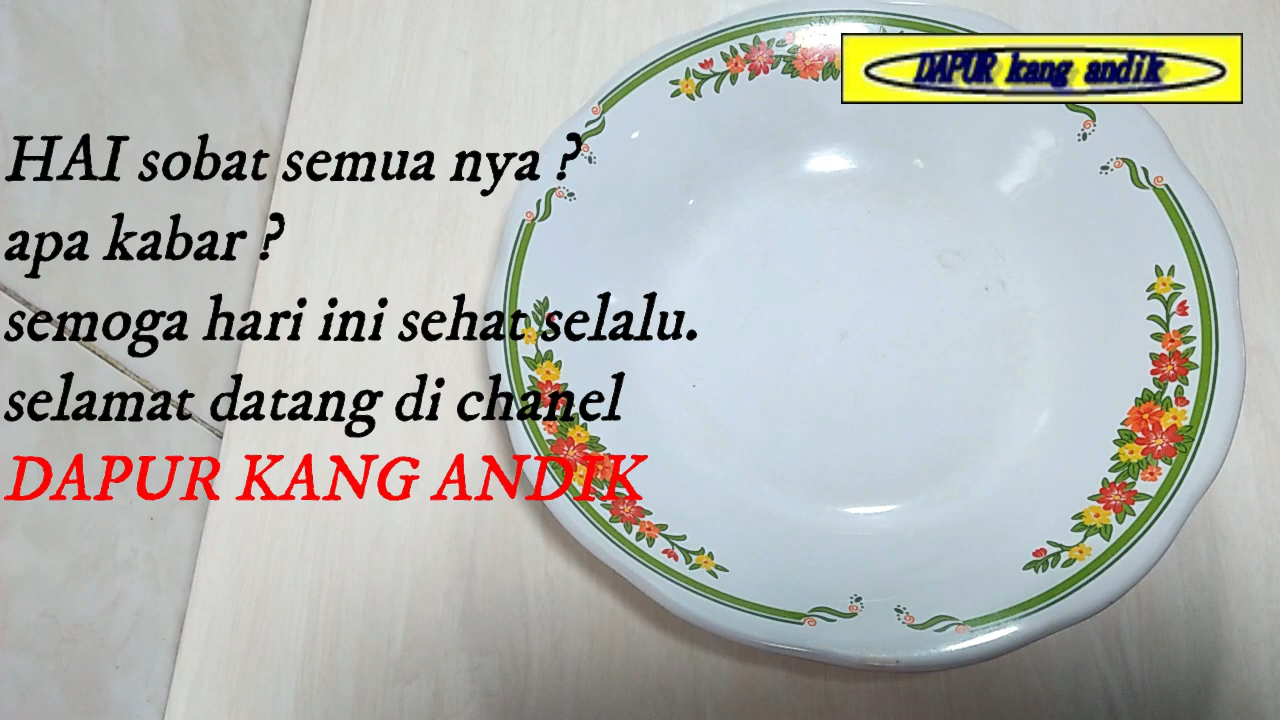 DAPUR kang andik
HAI sobat semua nya ?
apa kabar ?
semoga hari ini sehat selalu.
selamat datang di chanel
DAPUR KANG ANDIK